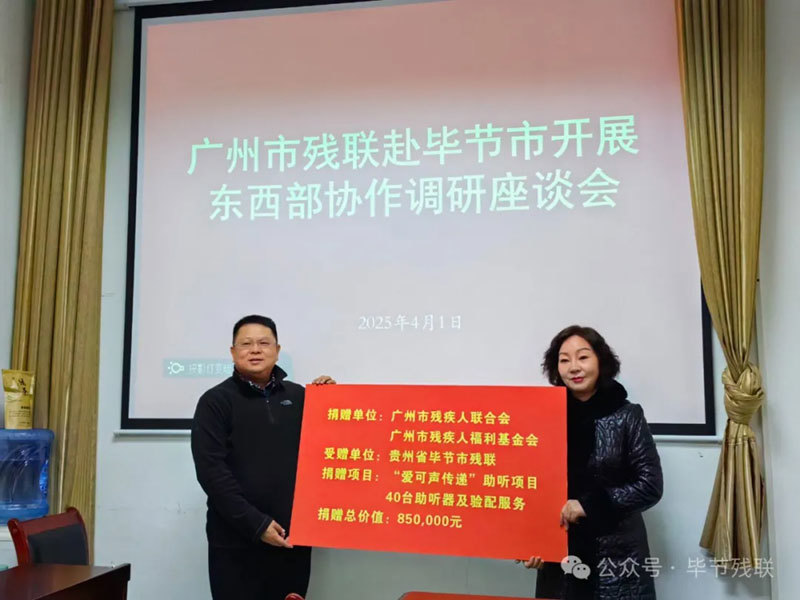 广州市残联赴毕节市开展
东西部协作调研座谈会
2025年4月1日
捐赠单位：广州市残疾人联合会
广州市残疾人福利基金会
受赠单位：贵州省毕节市残联
捐赠项目：“爱可声传递”助听项目
40台助听器及验配服务
捐赠总价值：850,000元
公众号·毕节残联